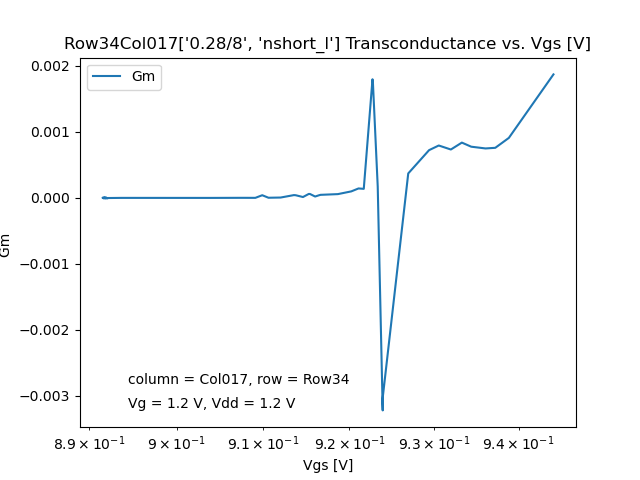 Row34Col017['0.28/8', 'nshort_l'] Transconductance vs. Vgs [V]
Gm
0.002
0.001
0.000
−0.001
−0.002
−0.003
Gm
column = Col017, row = Row34
Vg = 1.2 V, Vdd = 1.2 V
8.9 × 10⁻¹ 9 × 10⁻¹ 9.1 × 10⁻¹ 9.2 × 10⁻¹ 9.3 × 10⁻¹ 9.4 × 10⁻¹
Vgs [V]